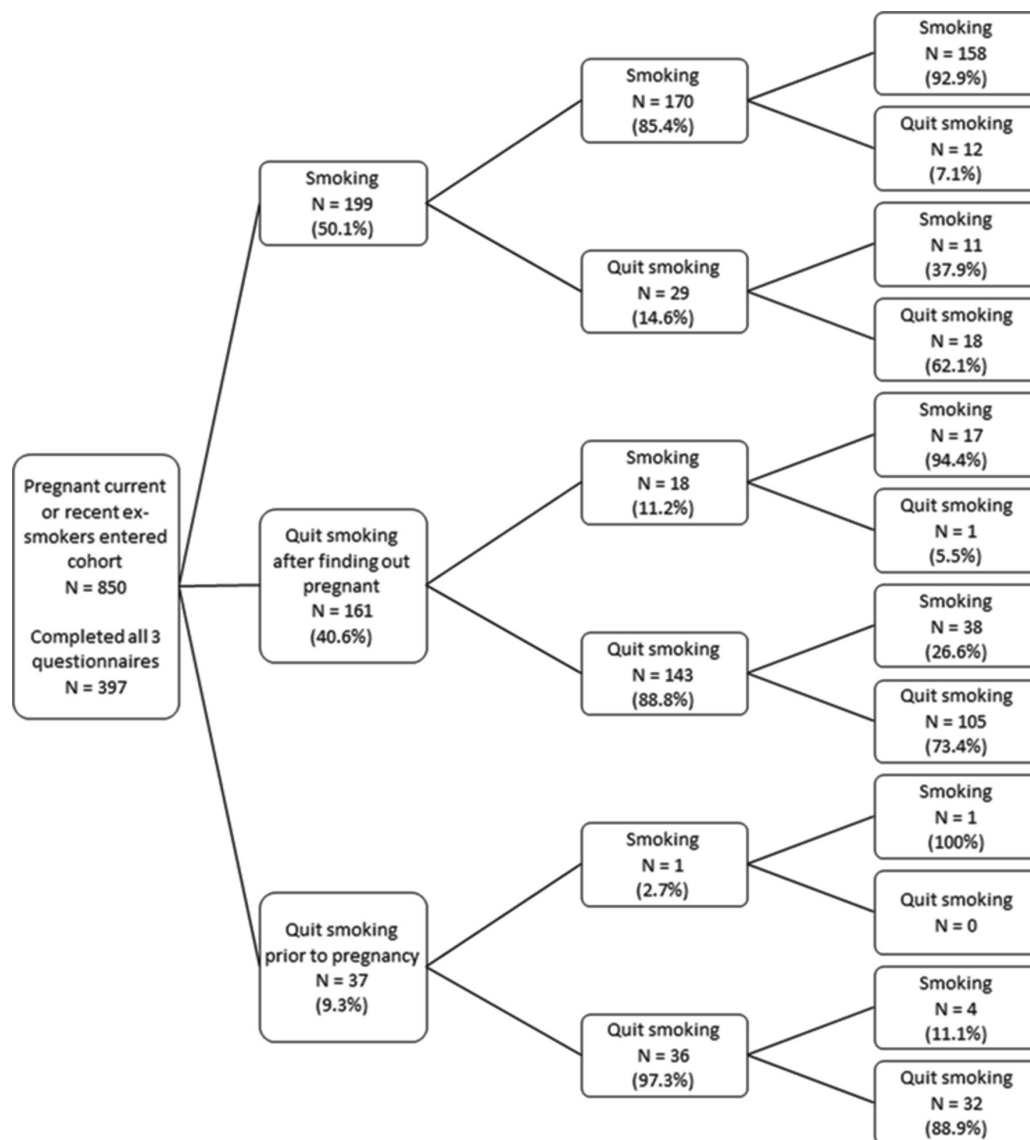 Pregnant current
or recent ex-
smokers entered
cohort
N = 850
Completed all 3
questionnaires
N = 397
Smoking
N = 199
(50.1%)
Quit smoking
after finding out
pregnant
N = 161
(40.6%)
Quit smoking
prior to pregnancy
N = 37
(9.3%)
Smoking
N = 170
(85.4%)
Quit smoking
N = 29
(14.6%)
Smoking
N = 18
(11.2%)
Quit smoking
N = 143
(88.8%)
Smoking
N = 1
(2.7%)
Quit smoking
N = 36
(97.3%)
Smoking
N = 158
(92.9%)
Quit smoking
N = 12
(7.1%)
Smoking
N = 11
(37.9%)
Quit smoking
N = 18
(62.1%)
Smoking
N = 17
(94.4%)
Quit smoking
N = 1
(5.5%)
Smoking
N = 38
(26.6%)
Quit smoking
N = 105
(73.4%)
Smoking
N = 1
(100%)
Quit smoking
N = 0
Smoking
N = 4
(11.1%)
Quit smoking
N = 32
(88.9%)